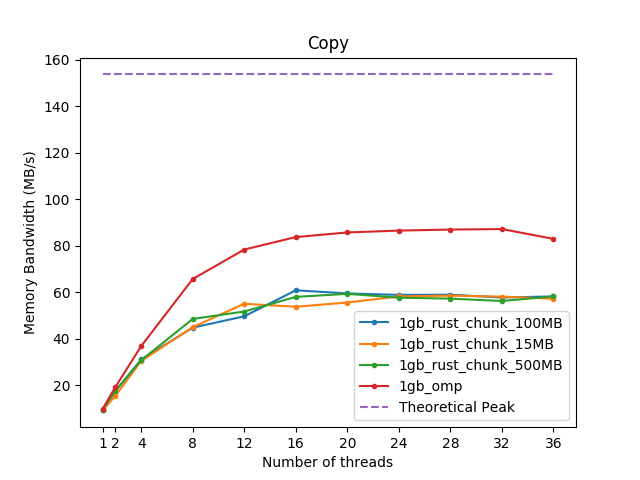 Copy
Memory Bandwidth (MB/s)
160
140
120
100
80
60
40
20
1gb_rust_chunk_100MB
1gb_rust_chunk_15MB
1gb_rust_chunk_500MB
1gb_omp
Theoretical Peak
1 2 4 8 12 16 20 24 28 32 36
Number of threads